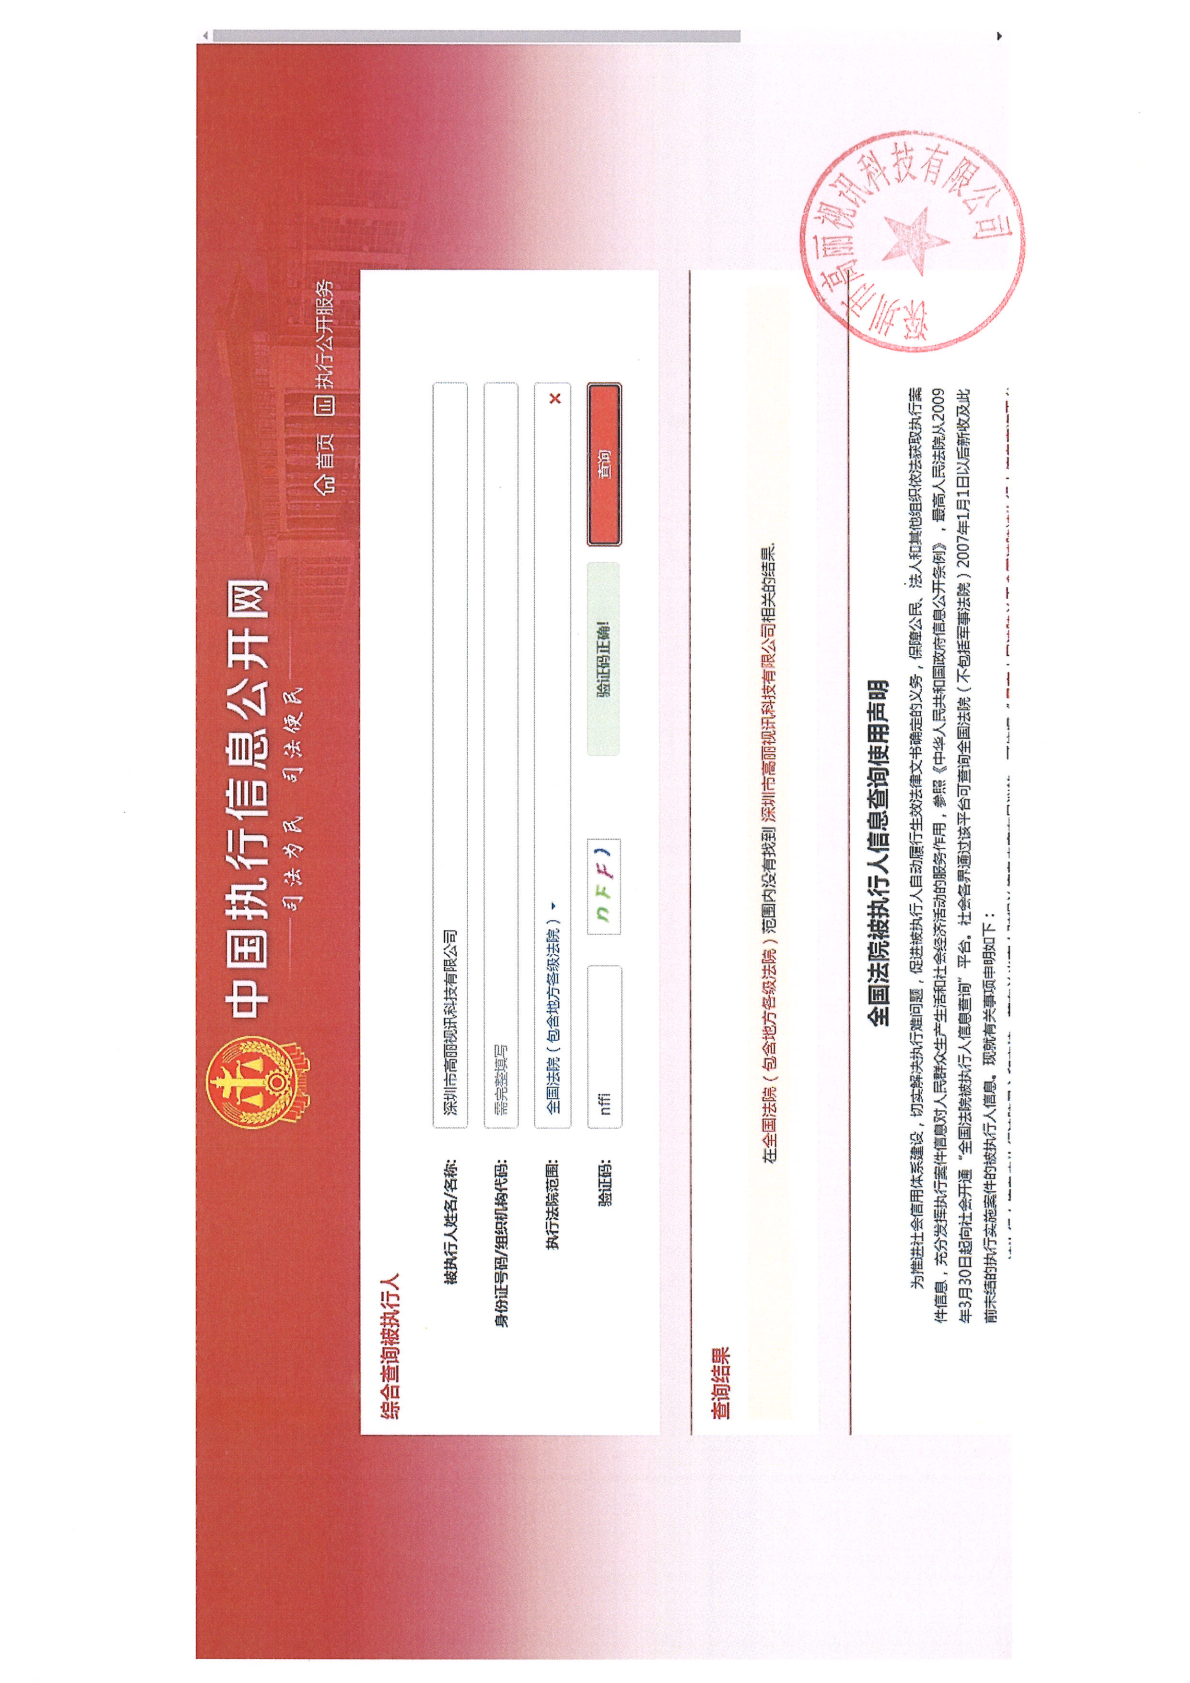 中国执行信息公开网
司法为民 司法便民
首页 执行公开服务
综合查询被执行人
被执行人姓名/名称: 深圳市高丽视讯科技有限公司
身份证号码/组织机构代码: 需完整填写
执行法院范围: 全国法院（包含地方各级法院）
验证码: nffi 验证码正确! 查询
查询结果
在全国法院（包含地方各级法院）范围内没有找到 深圳市高丽视讯科技有限公司相关的结果.
全国法院被执行人信息查询使用声明
为推进社会信用体系建设，切实解决执行难问题，促进被执行人自动履行生效法律文书确定的义务，保障公民、法人和其他组织依法获取执行案
件信息，充分发挥执行案件信息对人民群众生产生活和社会经济活动的服务作用，参照《中华人民共和国政府信息公开条例》，最高人民法院从2009
年3月30日起向社会开通“全国法院被执行人信息查询”平台。社会各界通过该平台可查询全国法院（不包括军事法院）2007年1月1日以后新收及此
前未结的执行实施案件的被执行人信息。现就有关事项申明如下：
深圳市高丽视讯科技有限公司